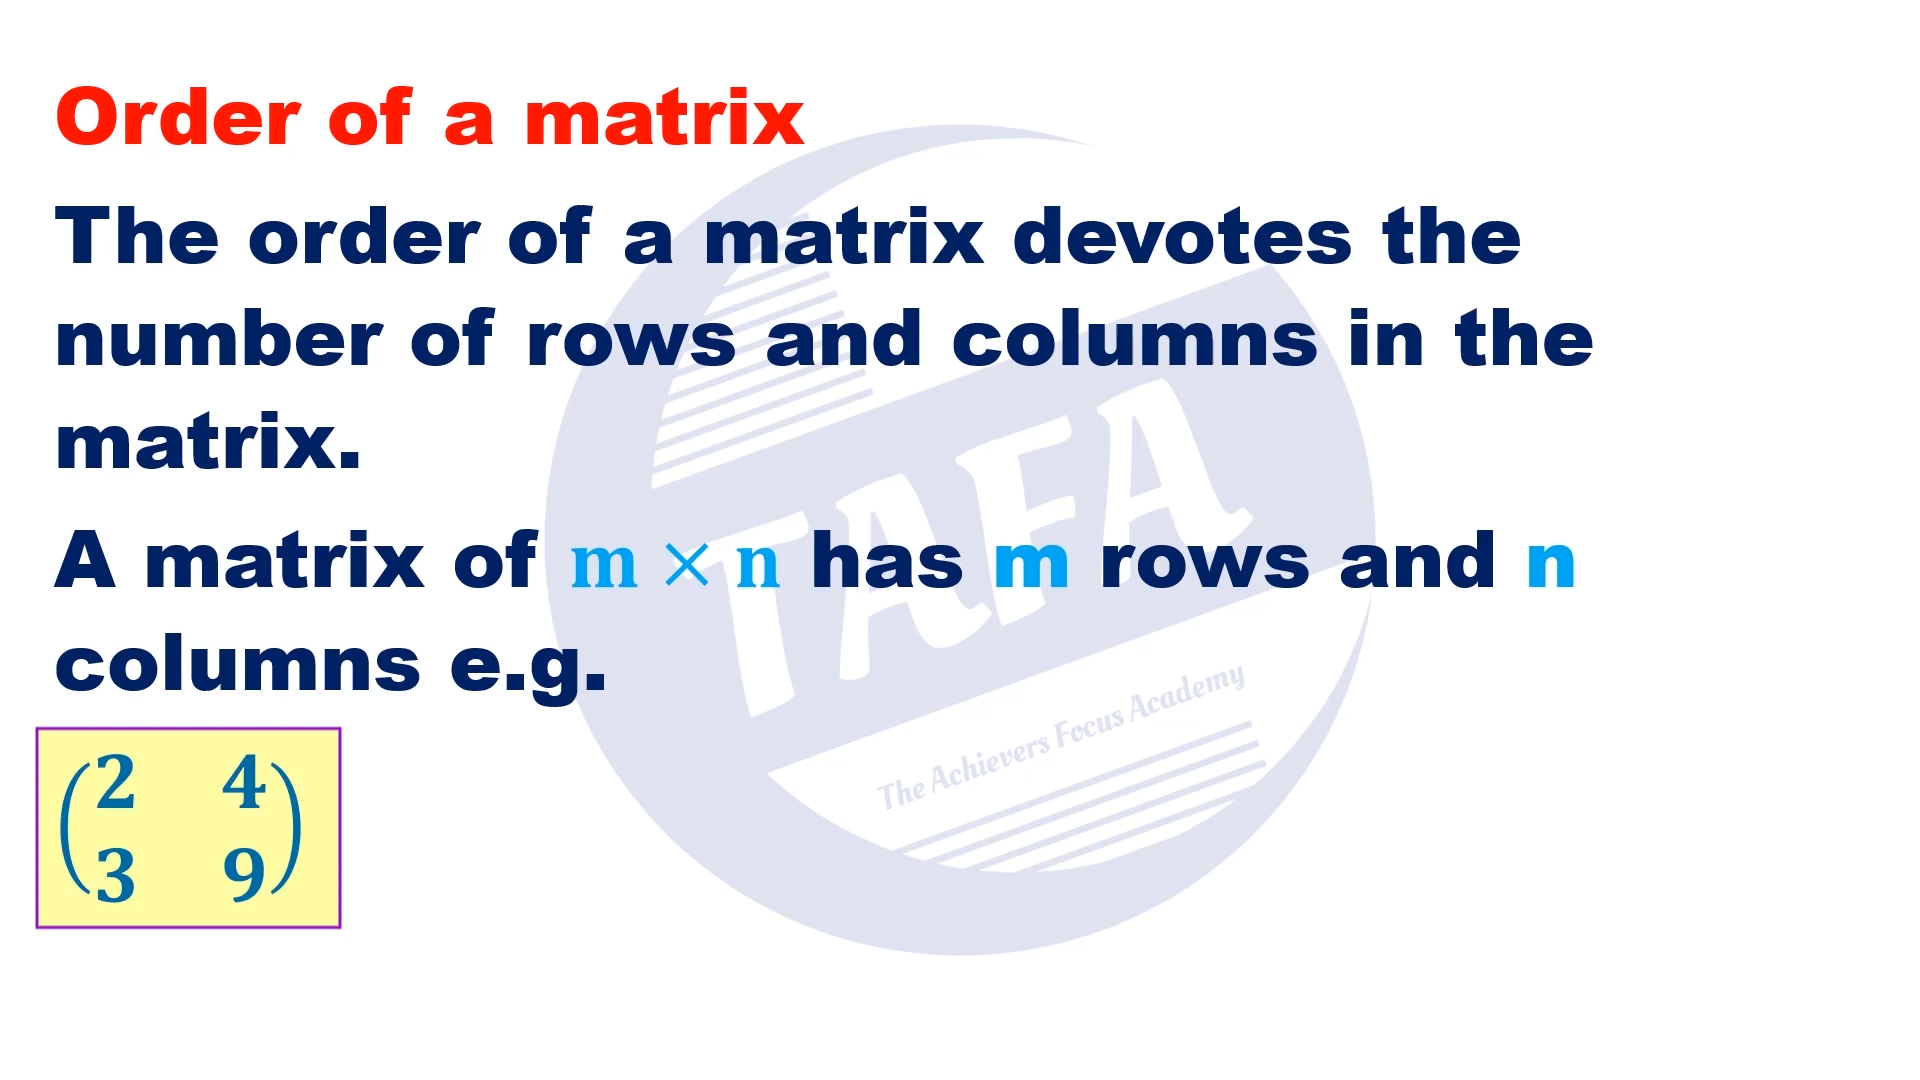 Order of a matrix
The order of a matrix devotes the
number of rows and columns in the
matrix.
A matrix of m × n has m rows and n
columns e.g.
2 4
3 9
TAFA
The Achievers Focus Academy